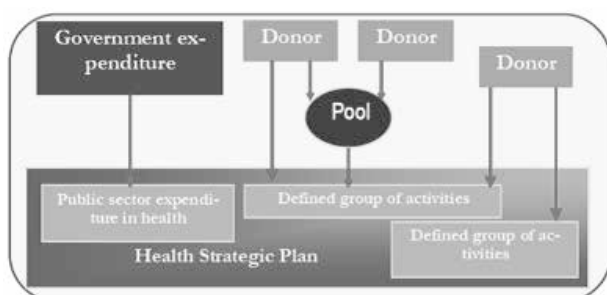 Government ex-
penditure
Donor
Donor
Donor
Pool
Public sector expendi-
ture in health
Defined group of activities
Defined group of ac-
tivities
Health Strategic Plan